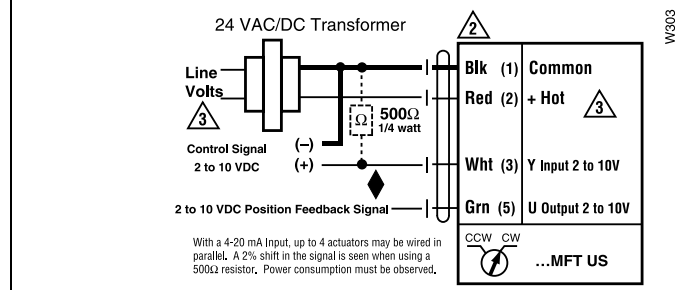 24 VAC/DC Transformer
2
W303
Line
Volts
3
Blk (1) Common
Red (2) + Hot
3
Ω
500Ω
1/4 watt
Control Signal
2 to 10 VDC
(–)
(+)
Wht (3) Y Input 2 to 10V
2 to 10 VDC Position Feedback Signal
Grn (5) U Output 2 to 10V
With a 4-20 mA Input, up to 4 actuators may be wired in
parallel. A 2% shift in the signal is seen when using a
500Ω resistor. Power consumption must be observed.
CCW CW
...MFT US